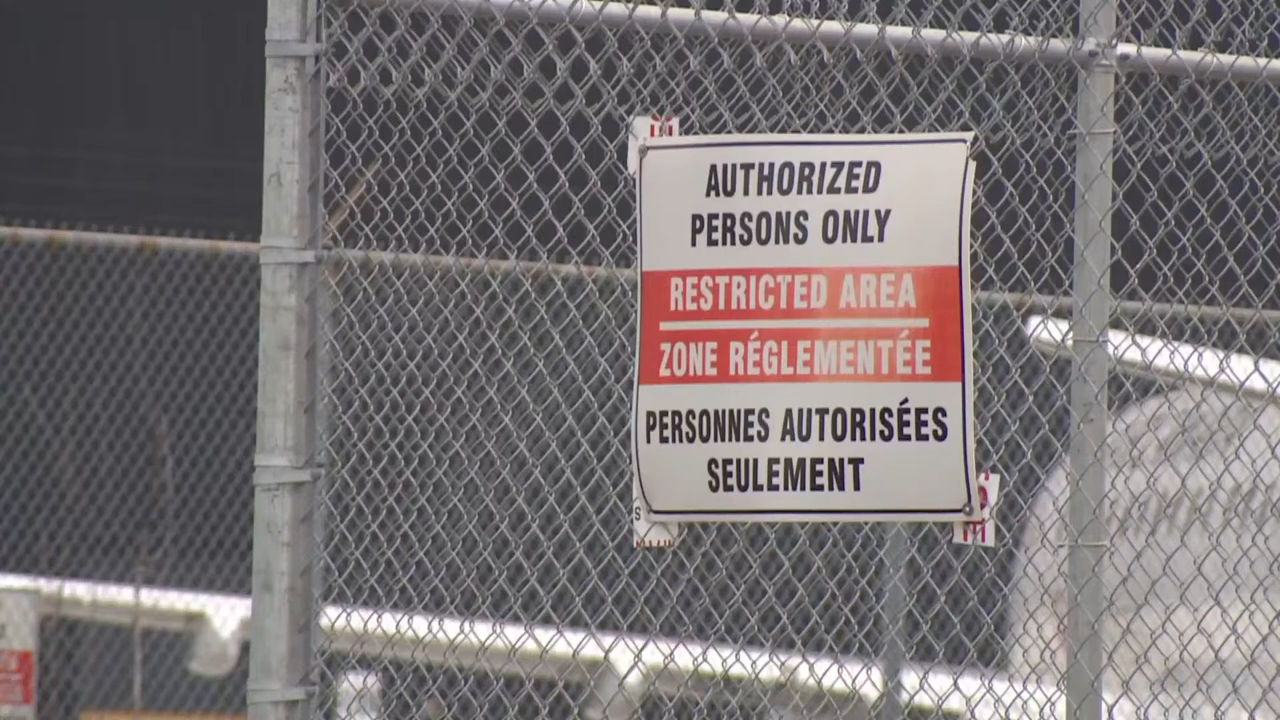 AUTHORIZED
PERSONS ONLY
RESTRICTED AREA
ZONE RÉGLEMENTÉE
PERSONNES AUTORISÉES
SEULEMENT